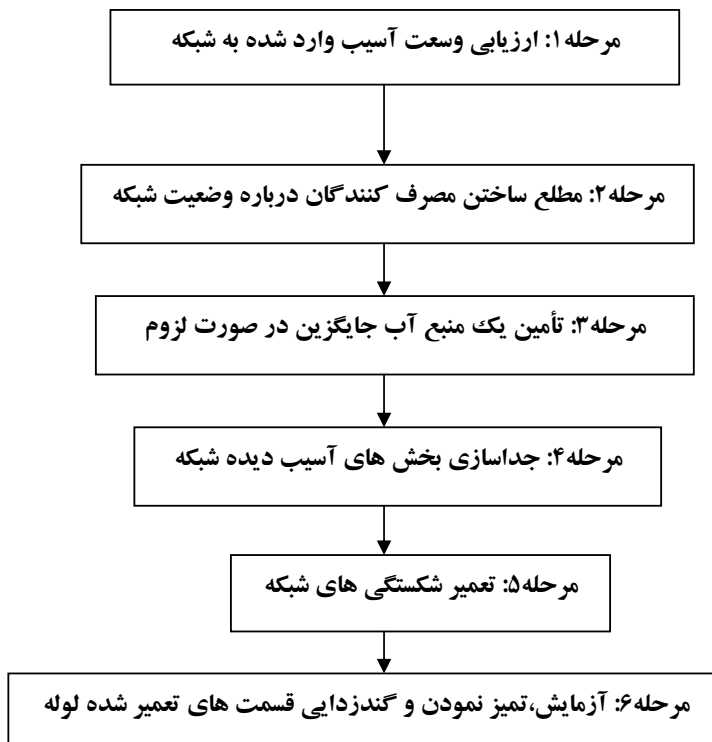 مرحله۱: ارزیابی وسعت آسیب وارد شده به شبکه
مرحله۲: مطلع ساختن مصرف کنندگان درباره وضعیت شبکه
مرحله۳: تأمین یک منبع آب جایگزین در صورت لزوم
مرحله۴: جداسازی بخش های آسیب دیده شبکه
مرحله۵: تعمیر شکستگی های شبکه
مرحله۶: آزمایش،تمیز نمودن و گندزدایی قسمت های تعمیر شده لوله